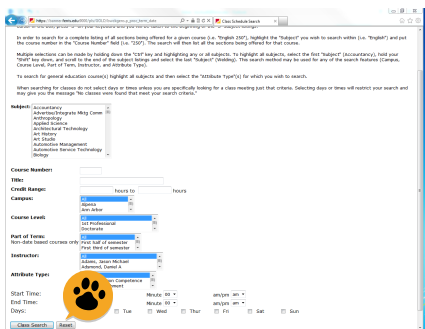 Class Schedule Search
In order to search for a complete listing of all sections being offered for a given course (i.e. "English 250"), highlight the "Subject" you wish to search within (i.e. "English") and put
the course number in the "Course Number" field (i.e. "250"). The search will then list all the sections being offered for that course.
Multiple selections can be made by holding down the "Ctl" key and highlighting any or all subjects. To highlight all subjects, select the first "Subject" (Accountancy), hold your
"Shift" key down, and scroll to the end of the subject listings and select the last "Subject" (Welding). This search method may be used for any of the search features (Campus,
Course Level, Part of Term, Instructor, and Attribute Type).
To search for general education course(s) highlight all subjects and then select the "Attribute Type"(s) for which you wish to search.
When searching for classes do not select days or times unless you are specifically looking for a class meeting just that criteria. Selecting days or times will restrict your search and
may give you the message "No classes were found that meet your search criteria."
Subject: Accountancy
Advertise/Integrate Mktg Comm
Anthropology
Applied Science
Architectural Technology
Art History
Art Studio
Automotive Management
Automotive Service Technology
Biology
Course Number:
Title:
Credit Range: hours to hours
Campus: All
Alpena
Ann Arbor
Course Level: All
1st Professional
Doctorate
Part of Term: All
Non-date based courses only First half of semester
First third of semester
Instructor: All
Adams, Jason Michael
Adsmond, Daniel A
Attribute Type: All
Competence
Start Time: Minute 00 am/pm am
End Time: Minute 00 am/pm am
Days: Tue Wed Thur Fri Sat Sun
Class Search Reset